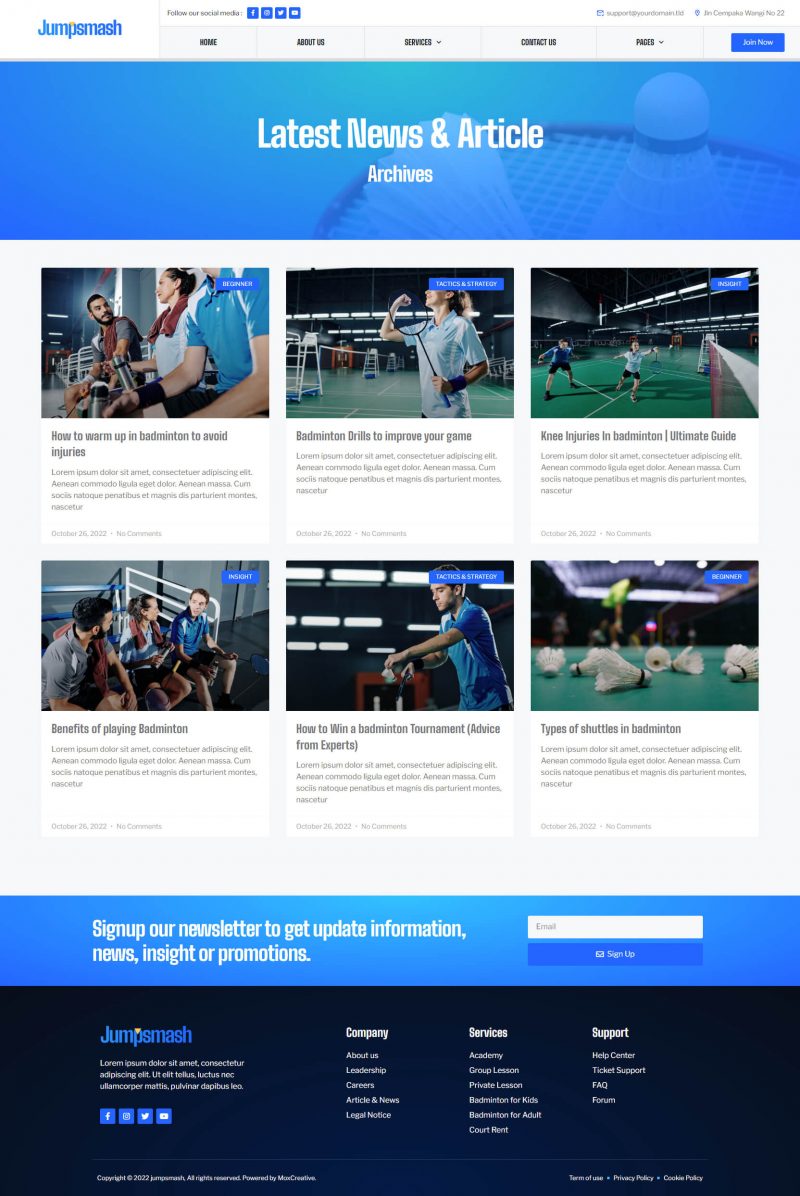 Jumpsmash
Follow our social media :
support@yourdomain.tld
Jln Cempaka Wangi No 22
HOME
ABOUT US
SERVICES
CONTACT US
PAGES
Join Now
Latest News & Article
Archives
BEGINNER
How to warm up in badminton to avoid
injuries
Lorem ipsum dolor sit amet, consectetuer adipiscing elit.
Aenean commodo ligula eget dolor. Aenean massa. Cum
sociis natoque penatibus et magnis dis parturient montes,
nascetur
October 26, 2022 • No Comments
TACTICS & STRATEGY
Badminton Drills to improve your game
Lorem ipsum dolor sit amet, consectetuer adipiscing elit.
Aenean commodo ligula eget dolor. Aenean massa. Cum
sociis natoque penatibus et magnis dis parturient montes,
nascetur
October 26, 2022 • No Comments
INSIGHT
Knee Injuries In badminton | Ultimate Guide
Lorem ipsum dolor sit amet, consectetuer adipiscing elit.
Aenean commodo ligula eget dolor. Aenean massa. Cum
sociis natoque penatibus et magnis dis parturient montes,
nascetur
October 26, 2022 • No Comments
INSIGHT
Benefits of playing Badminton
Lorem ipsum dolor sit amet, consectetuer adipiscing elit.
Aenean commodo ligula eget dolor. Aenean massa. Cum
sociis natoque penatibus et magnis dis parturient montes,
nascetur
October 26, 2022 • No Comments
TACTICS & STRATEGY
How to Win a badminton Tournament (Advice
from Experts)
Lorem ipsum dolor sit amet, consectetuer adipiscing elit.
Aenean commodo ligula eget dolor. Aenean massa. Cum
sociis natoque penatibus et magnis dis parturient montes,
nascetur
October 26, 2022 • No Comments
BEGINNER
Types of shuttles in badminton
Lorem ipsum dolor sit amet, consectetuer adipiscing elit.
Aenean commodo ligula eget dolor. Aenean massa. Cum
sociis natoque penatibus et magnis dis parturient montes,
nascetur
October 26, 2022 • No Comments
Signup our newsletter to get update information,
news, insight or promotions.
Email
Sign Up
Jumpsmash
Lorem ipsum dolor sit amet, consectetur
adipiscing elit. Ut elit tellus, luctus nec
ullamcorper mattis, pulvinar dapibus leo.
Company
About us
Leadership
Careers
Article & News
Legal Notice
Services
Academy
Group Lesson
Private Lesson
Badminton for Kids
Badminton for Adult
Court Rent
Support
Help Center
Ticket Support
FAQ
Forum
Copyright © 2022 jumpsmash, All rights reserved. Powered by MoxCreative.
Term of use • Privacy Policy • Cookie Policy